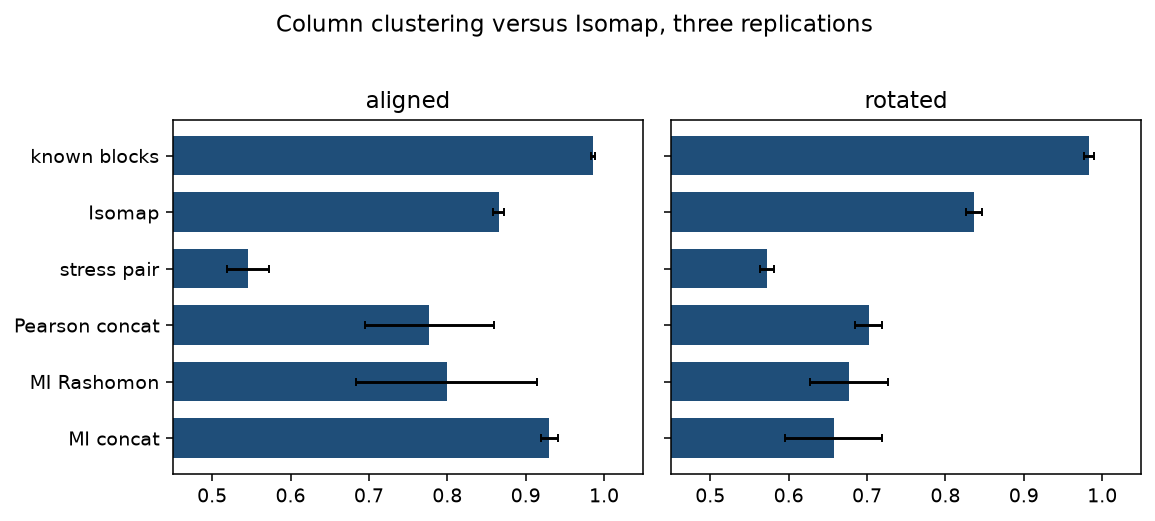 Column clustering versus Isomap, three replications
aligned
rotated
known blocks
Isomap
stress pair
Pearson concat
MI Rashomon
MI concat
0.5 0.6 0.7 0.8 0.9 1.0
0.5 0.6 0.7 0.8 0.9 1.0